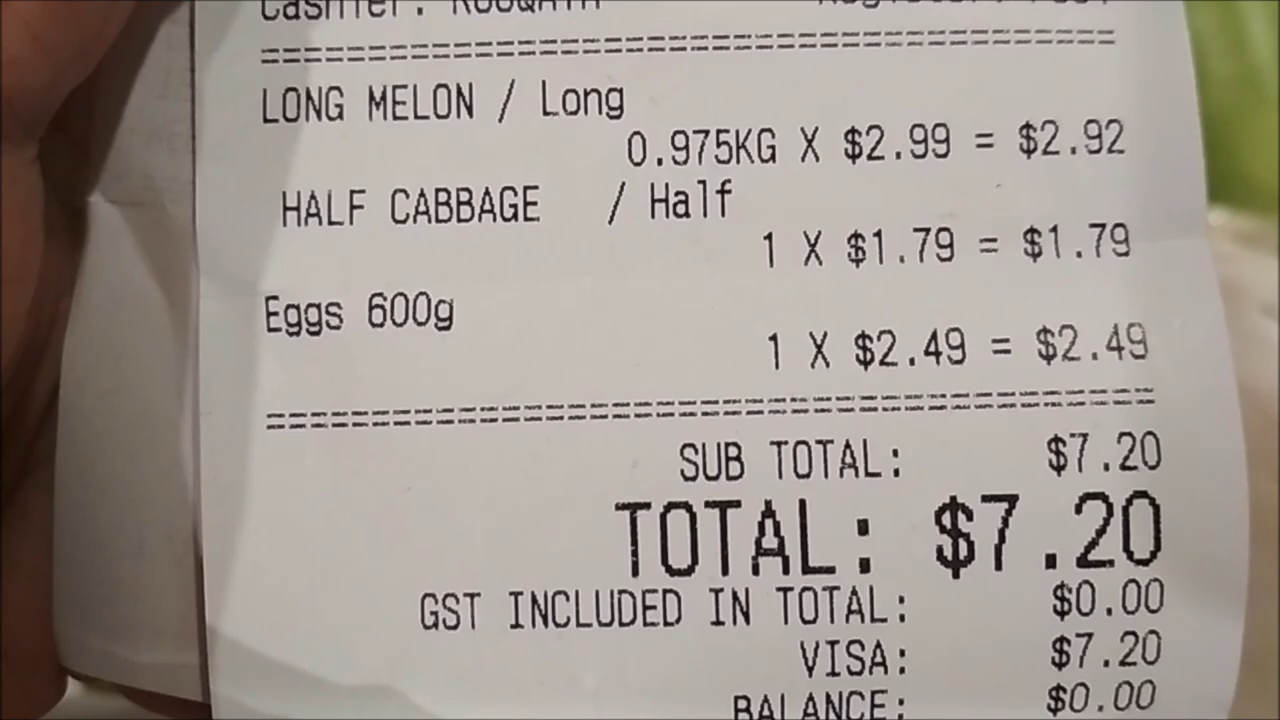 Cashier:
==================================================
LONG MELON / Long
0.975KG X $2.99 = $2.92
HALF CABBAGE / Half
1 X $1.79 = $1.79
Eggs 600g
1 X $2.49 = $2.49
==================================================
SUB TOTAL: $7.20
TOTAL: $7.20
GST INCLUDED IN TOTAL: $0.00
VISA: $7.20
BALANCE: $0.00